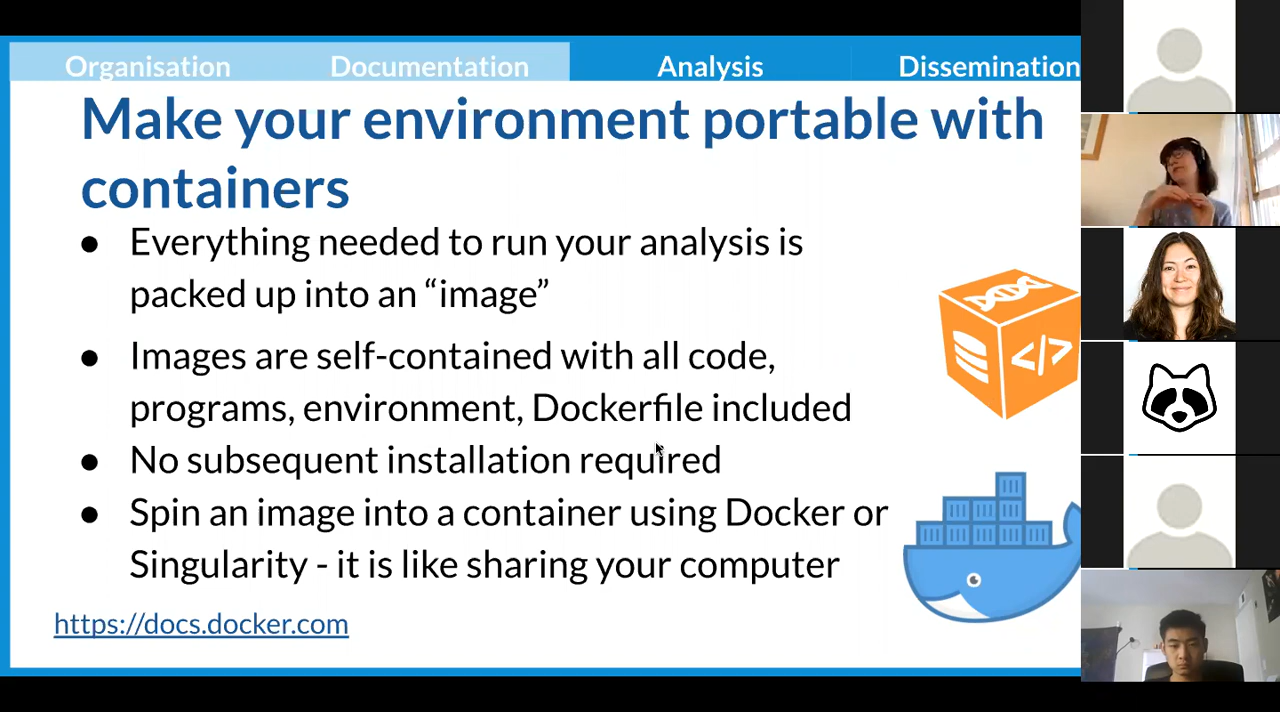 Organisation Documentation Analysis Dissemination
Make your environment portable with
containers
● Everything needed to run your analysis is
packed up into an “image”
● Images are self-contained with all code,
programs, environment, Dockerfile included
● No subsequent installation required
● Spin an image into a container using Docker or
Singularity - it is like sharing your computer
</>
https://docs.docker.com